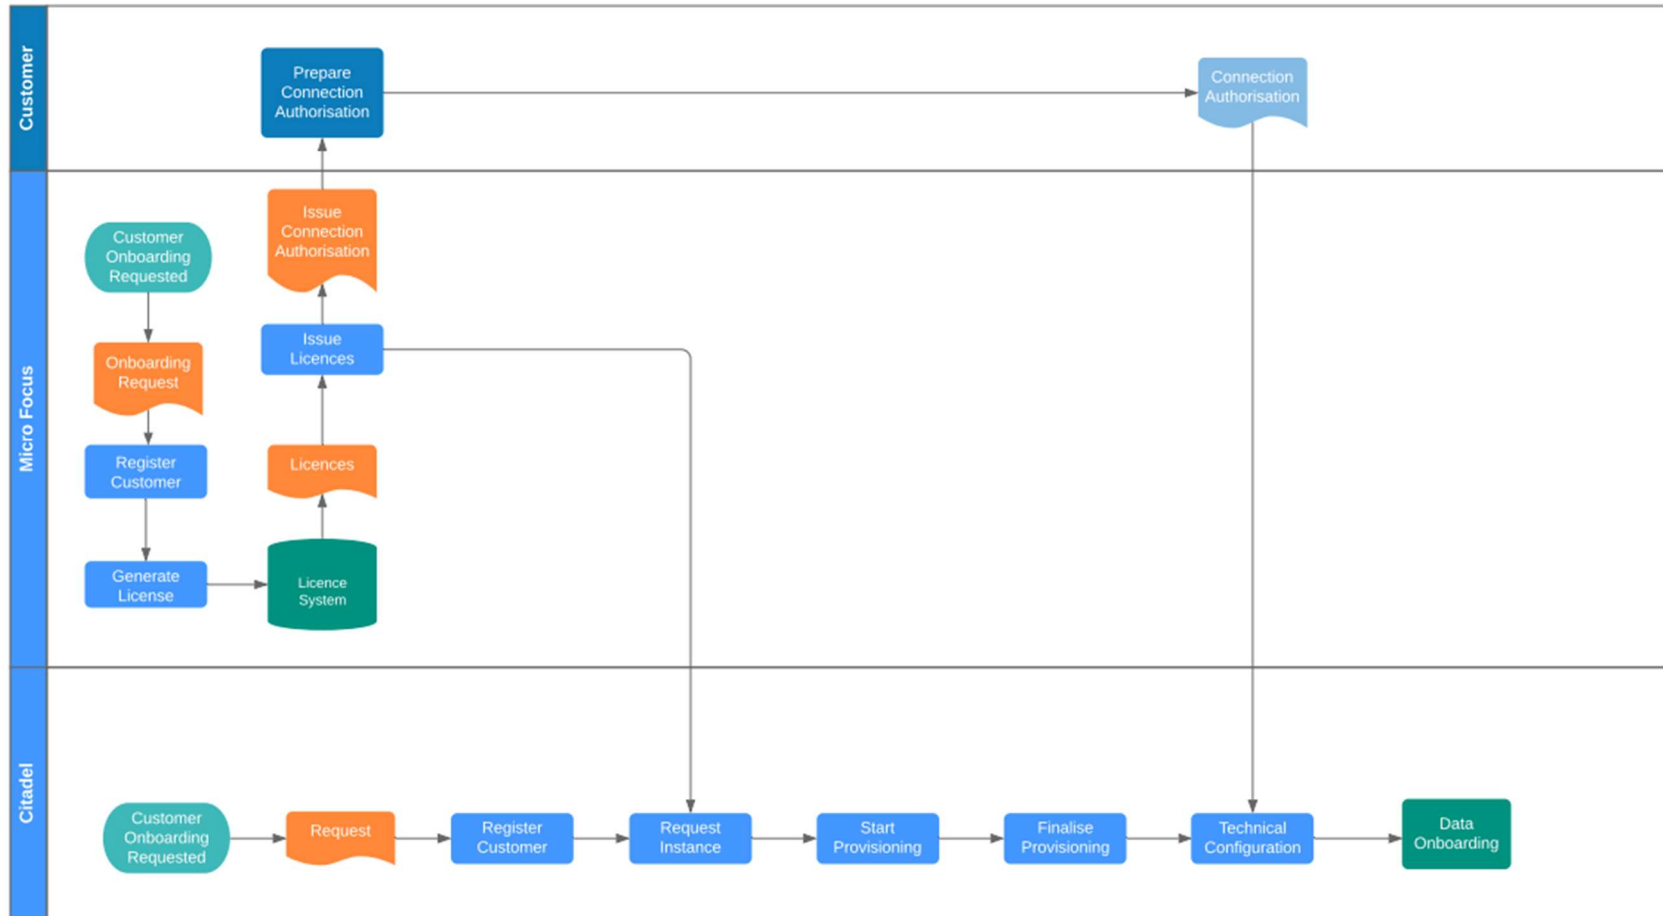 Customer
Prepare
Connection
Authorisation
Connection
Authorisation
Micro Focus
Customer
Onboarding
Requested
Onboarding
Request
Register
Customer
Generate
License
Issue
Connection
Authorisation
Issue
Licences
Licences
Licence
System
Citadel
Customer
Onboarding
Requested
Request
Register
Customer
Request
Instance
Start
Provisioning
Finalise
Provisioning
Technical
Configuration
Data
Onboarding